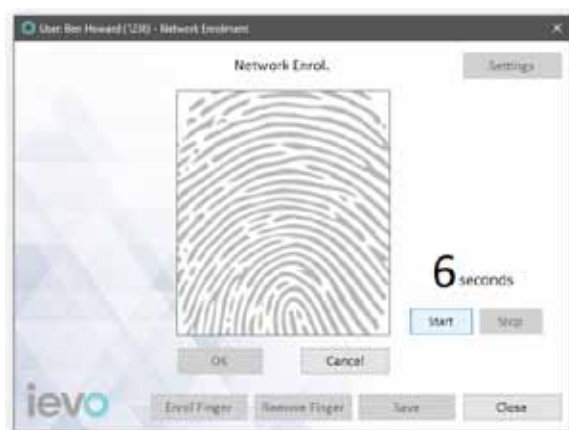 User: Ben Howard (1236) - Network Enrolment
Network Enrol.
Settings
6 seconds
Start Stop
OK Cancel
ievo
Enrol Finger Remove Finger Save Close